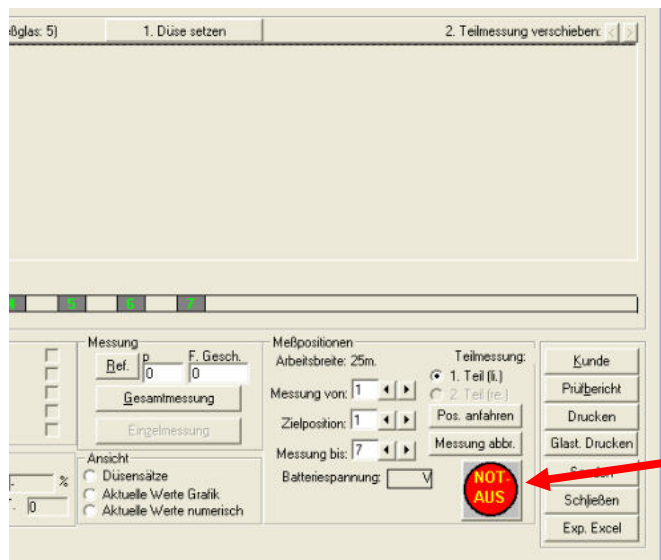 eßglas: 5)
1. Düse setzen
2. Teilmessung verschieben: < >
5 6 7
Messung
Ref. p F. Gesch.
0 0
Gesamtmessung
Einzelmessung
Ansicht
Düsensätze
Aktuelle Werte Grafik
Aktuelle Werte numerisch
%
0
Meßpositionen
Arbeitsbreite: 25m.
Teilmessung:
1. Teil (li.)
2. Teil (re.)
Messung von: 1
Zielposition: 1
Pos. anfahren
Messung bis: 7
Messung abbr.
Batteriespannung: V
NOT-
AUS
Kunde
Prüfbericht
Drucken
Glast. Drucken
Schließen
Exp. Excel